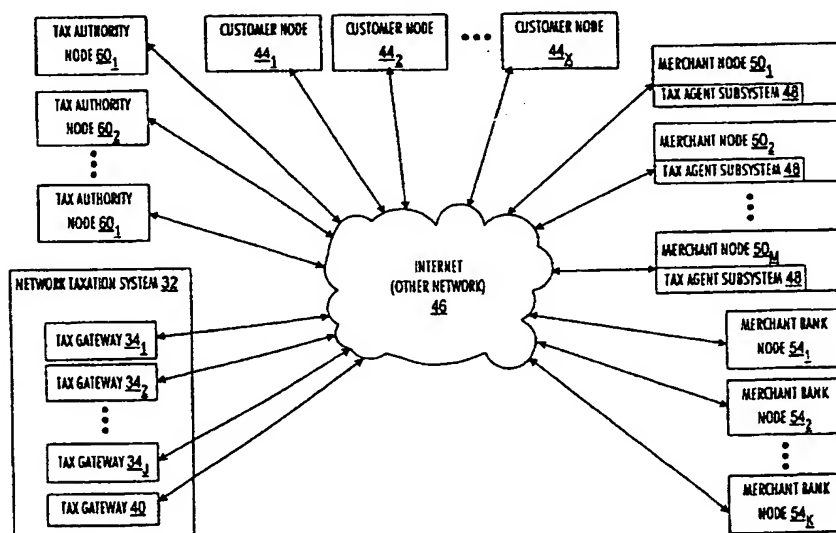 TAX AUTHORITY
NODE 60₁
TAX AUTHORITY
NODE 60₂
TAX AUTHORITY
NODE 60₁
CUSTOMER NODE
44₁
CUSTOMER NODE
44₂
CUSTOMER NODE
44X
MERCHANT NODE 50₁
TAX AGENT SUBSYSTEM 48
MERCHANT NODE 50₂
TAX AGENT SUBSYSTEM 48
MERCHANT NODE 50M
TAX AGENT SUBSYSTEM 48
INTERNET
(OTHER NETWORK)
46
NETWORK TAXATION SYSTEM 32
TAX GATEWAY 34₁
TAX GATEWAY 34₂
TAX GATEWAY 34J
TAX GATEWAY 40
MERCHANT BANK
NODE 54₁
MERCHANT BANK
NODE 54₂
MERCHANT BANK
NODE 54K